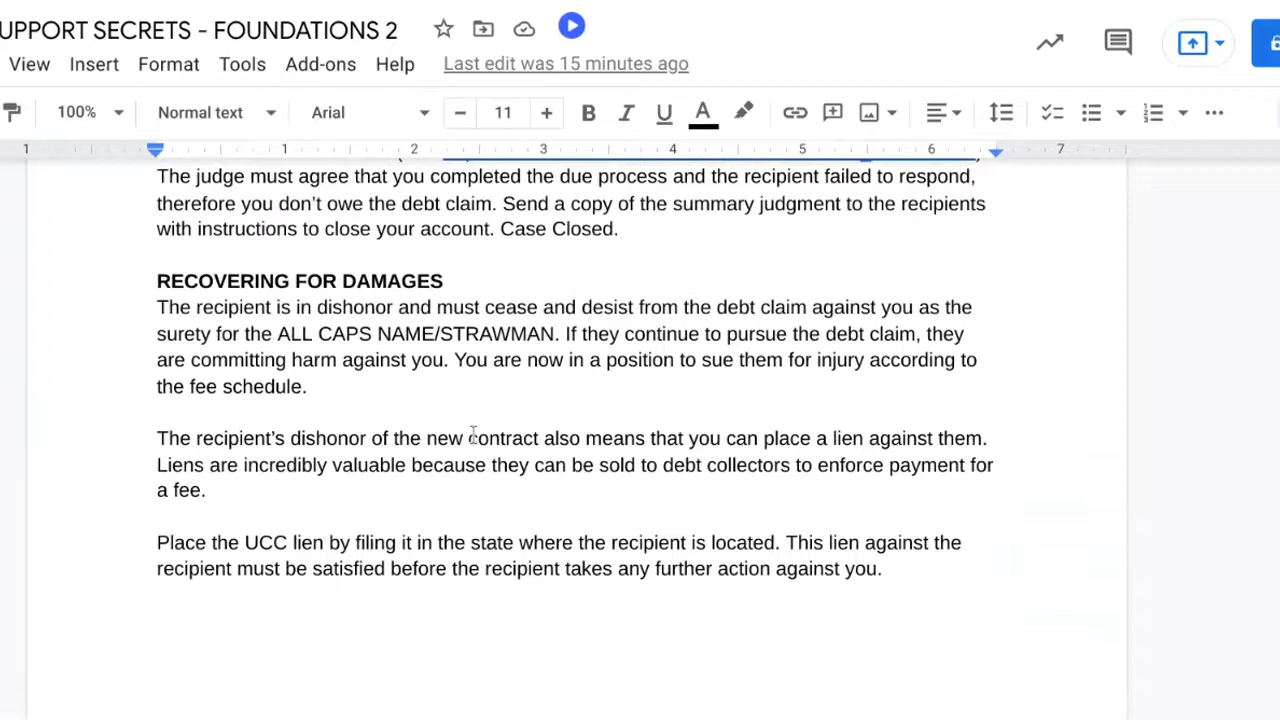 UPPORT SECRETS - FOUNDATIONS 2
View Insert Format Tools Add-ons Help Last edit was 15 minutes ago
100% Normal text Arial − 11 + B I U A
1 1 2 3 4 5 6 7
The judge must agree that you completed the due process and the recipient failed to respond,
therefore you don’t owe the debt claim. Send a copy of the summary judgment to the recipients
with instructions to close your account. Case Closed.
RECOVERING FOR DAMAGES
The recipient is in dishonor and must cease and desist from the debt claim against you as the
surety for the ALL CAPS NAME/STRAWMAN. If they continue to pursue the debt claim, they
are committing harm against you. You are now in a position to sue them for injury according to
the fee schedule.
The recipient’s dishonor of the new contract also means that you can place a lien against them.
Liens are incredibly valuable because they can be sold to debt collectors to enforce payment for
a fee.
Place the UCC lien by filing it in the state where the recipient is located. This lien against the
recipient must be satisfied before the recipient takes any further action against you.